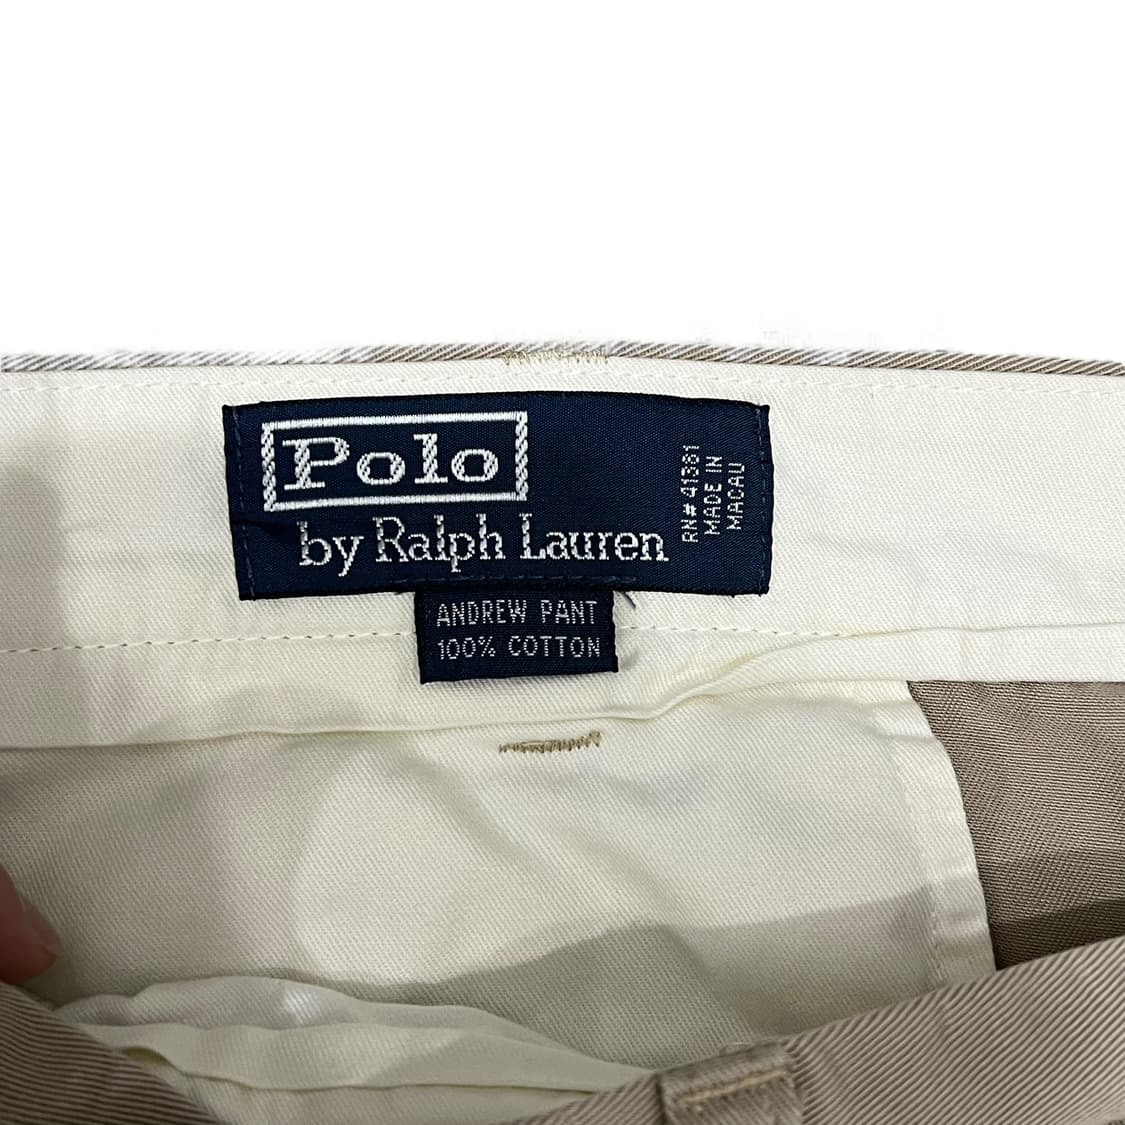 Polo
by Ralph Lauren
RN# 41381
MADE IN
MACAU
ANDREW PANT
100% COTTON